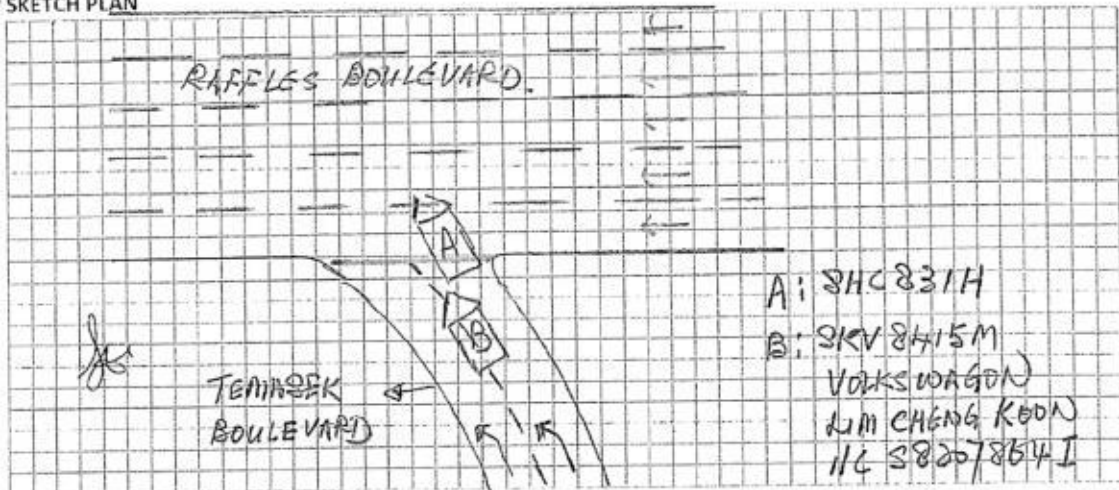 SKETCH PLAN
RAFFLES BOULEVARD.
A
B
TEMASEK
BOULEVARD
A: SHC831H
B: SKV8415M
VOLKSWAGON
LIM CHENG KOON
I/C S8207864I